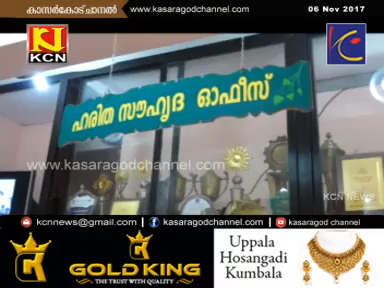 കാസർകോട് ചാനൽ
www.kasaragodchannel.com
06 Nov 2017
KCN
ഹരിത സൗഹൃദ ഓഫീസ്
www.kasaragodchannel.com
KCN NEWS
kcnnews@gmail.com | kasaragodchannel.com | kasaragod channel
GOLD KING
THE TRUST WITH QUALITY
Uppala
Hosangadi
Kumbala